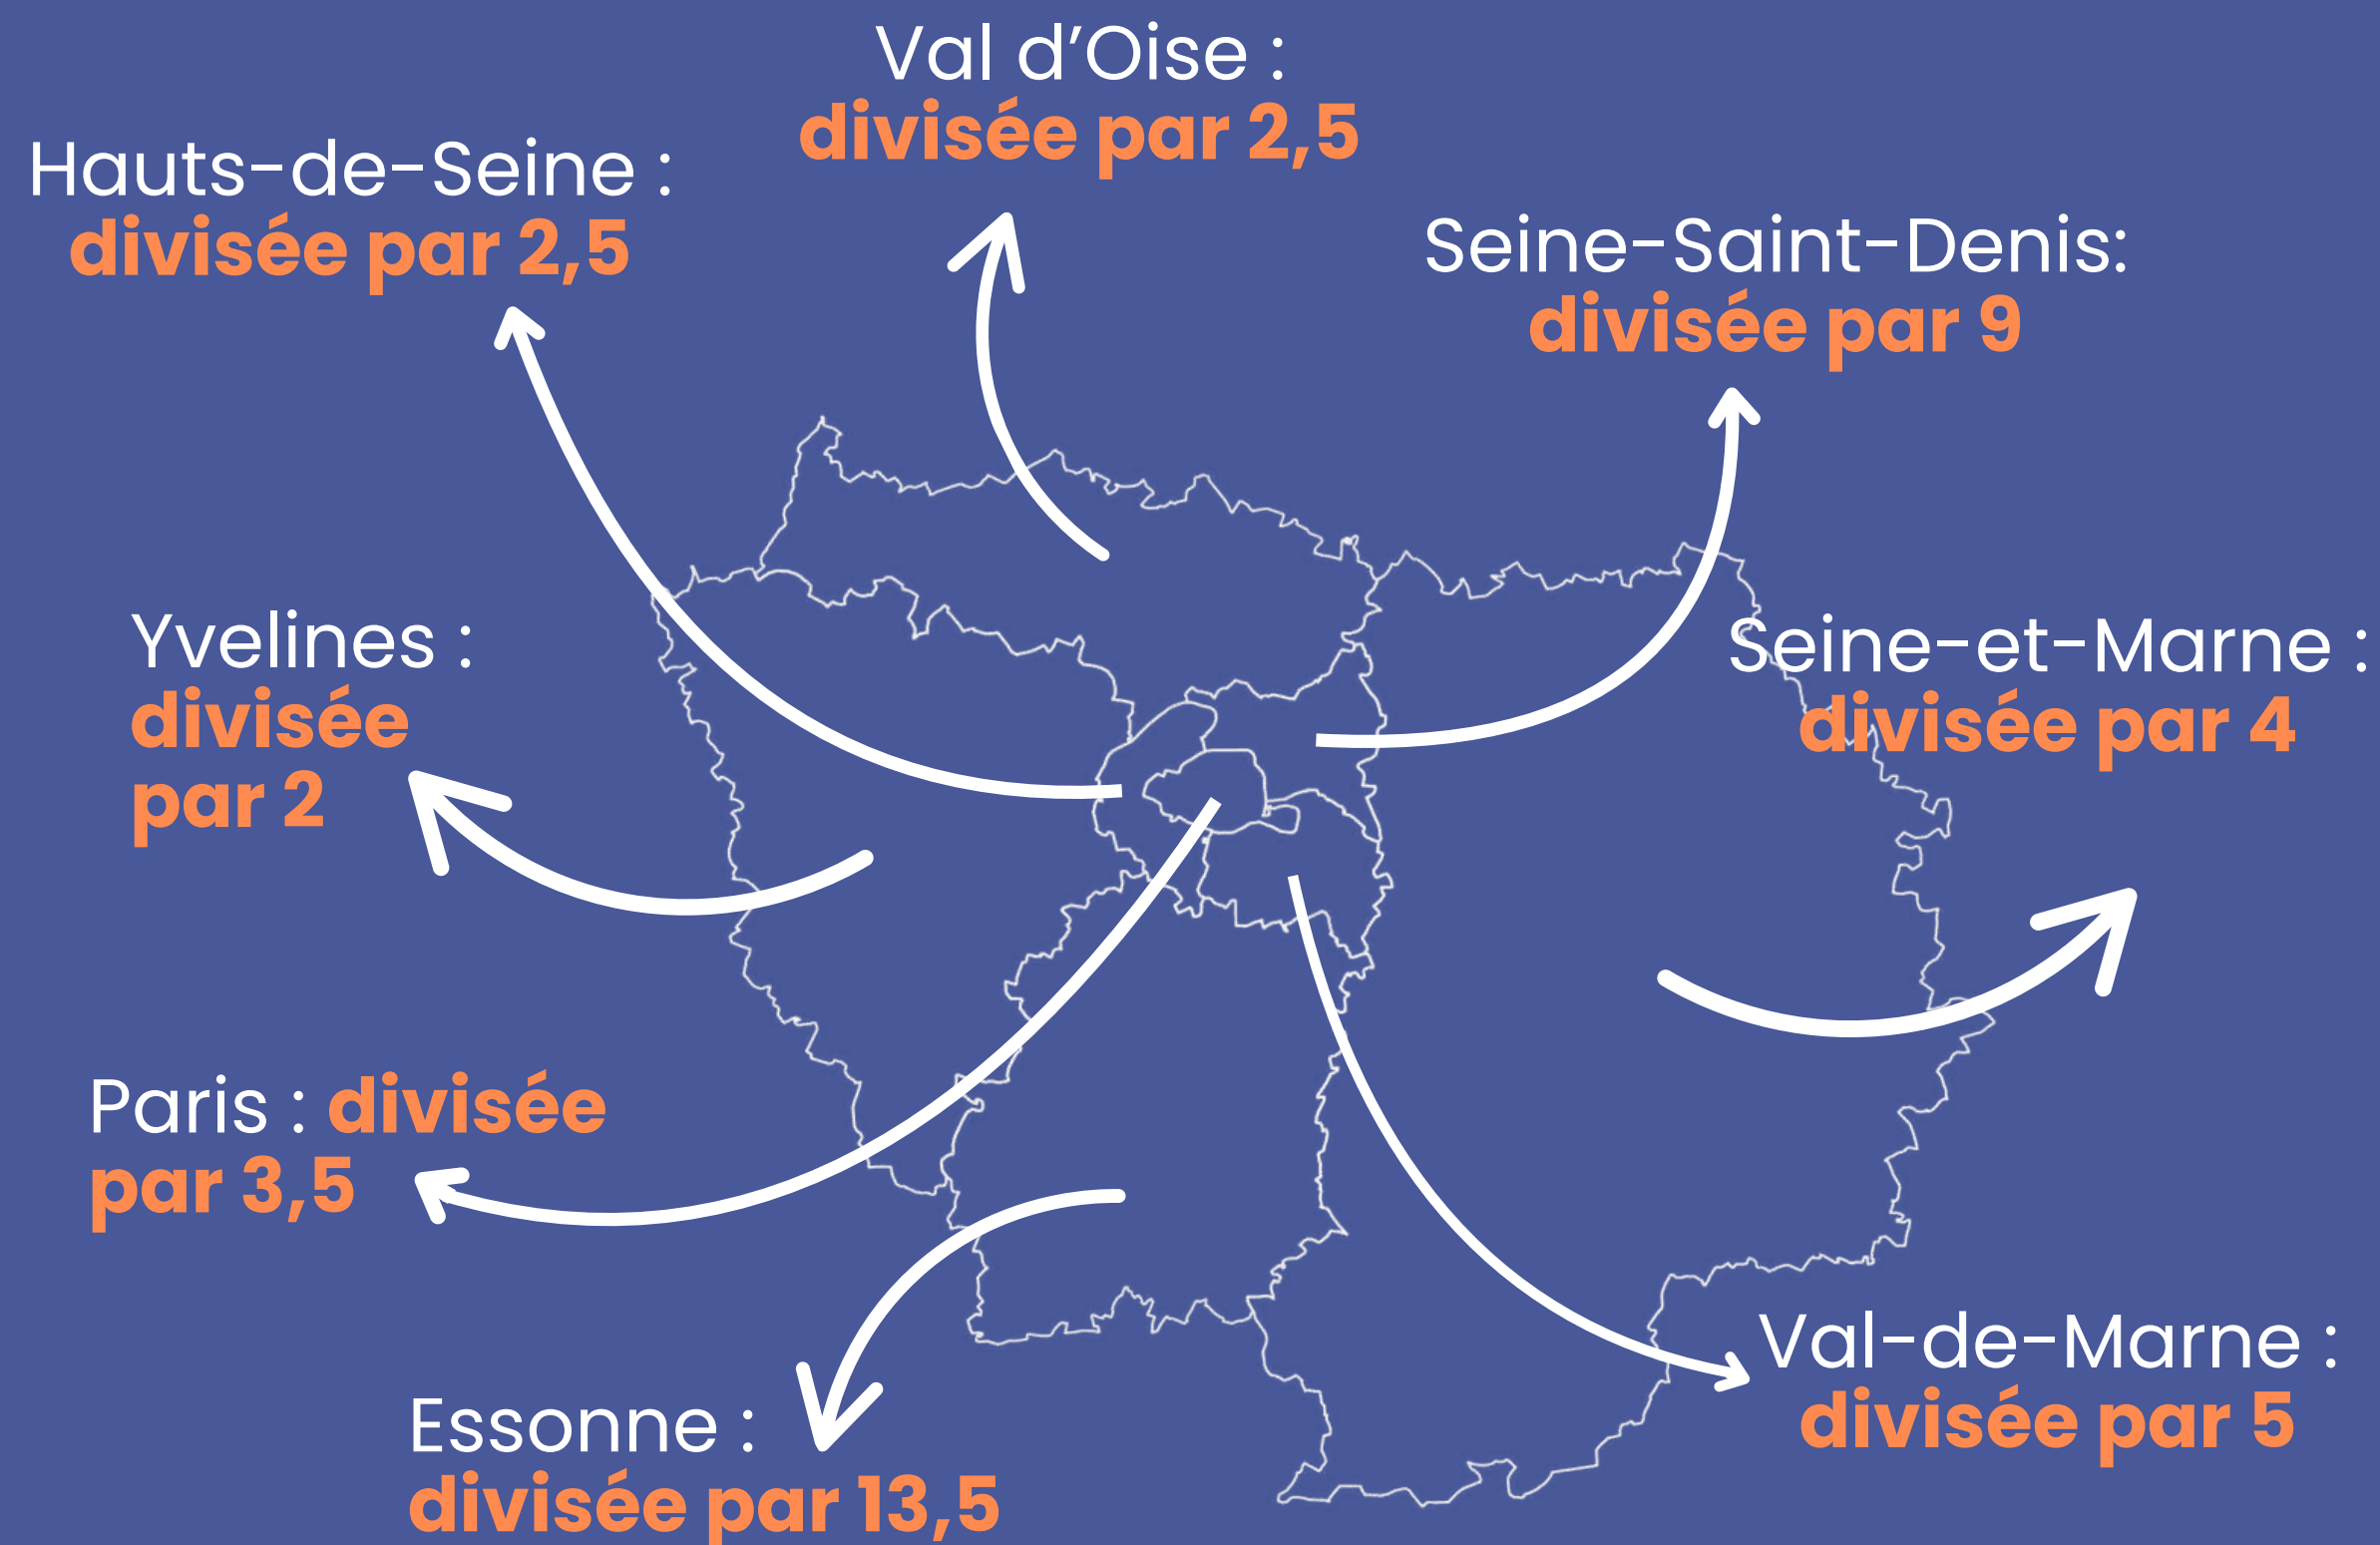 Val d’Oise :
divisée par 2,5
Hauts-de-Seine :
divisée par 2,5
Seine-Saint-Denis:
divisée par 9
Yvelines :
divisée
par 2
Seine-et-Marne :
divisée par 4
Paris : divisée
par 3,5
Val-de-Marne :
divisée par 5
Essonne :
divisée par 13,5